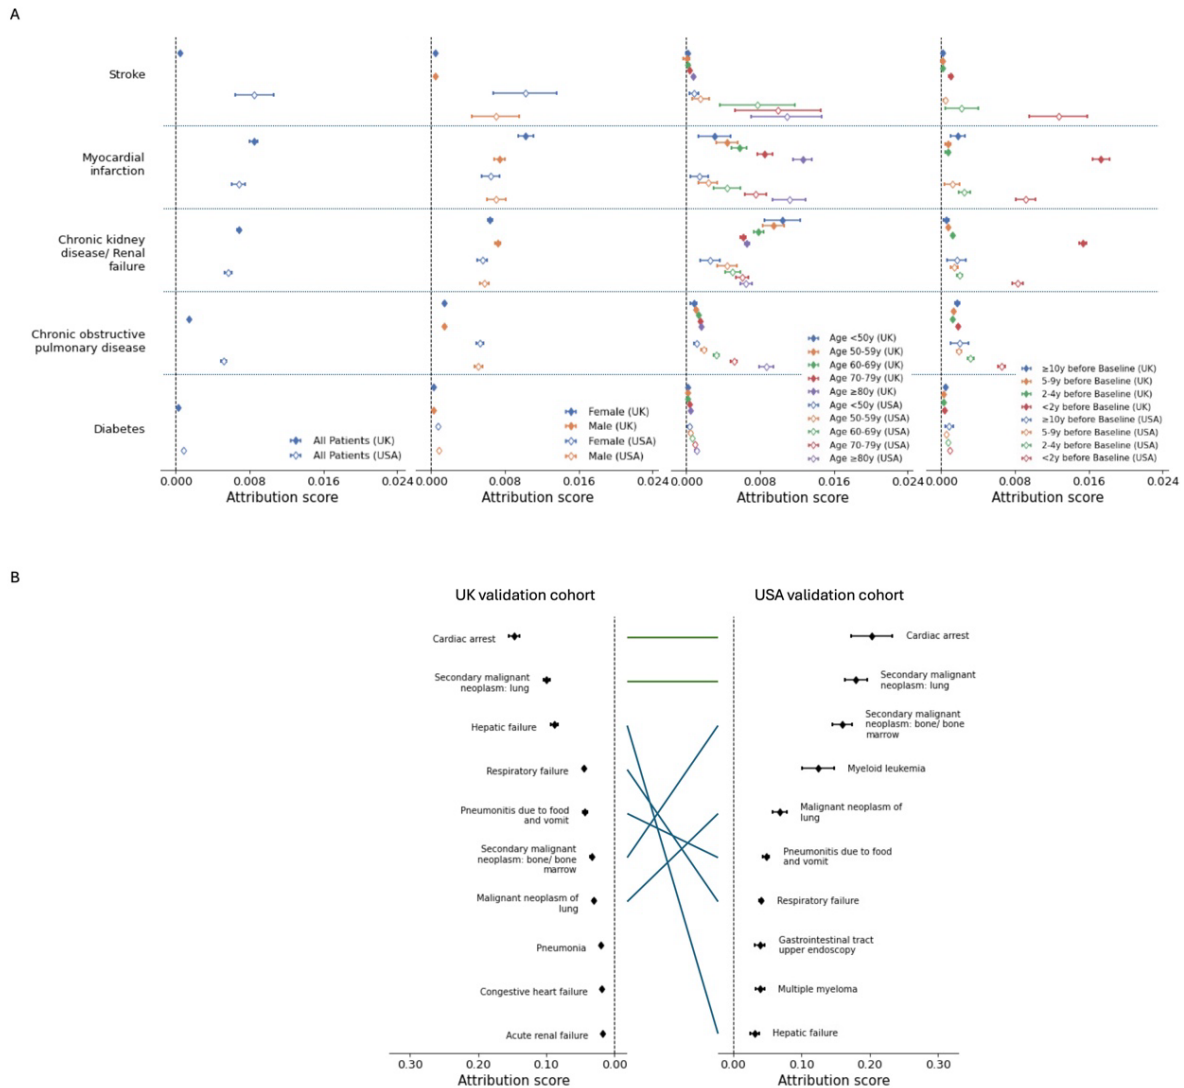 A
Stroke
Myocardial
infarction
Chronic kidney
disease/ Renal
failure
Chronic obstructive
pulmonary disease
Diabetes
All Patients (UK)
All Patients (USA)
Female (UK)
Male (UK)
Female (USA)
Male (USA)
Age <50y (UK)
Age 50-59y (UK)
Age 60-69y (UK)
Age 70-79y (UK)
Age ≥80y (UK)
Age <50y (USA)
Age 50-59y (USA)
Age 60-69y (USA)
Age 70-79y (USA)
Age ≥80y (USA)
≥10y before Baseline (UK)
5-9y before Baseline (UK)
2-4y before Baseline (UK)
<2y before Baseline (UK)
≥10y before Baseline (USA)
5-9y before Baseline (USA)
2-4y before Baseline (USA)
<2y before Baseline (USA)
0.000 0.008 0.016 0.024 0.000 0.008 0.016 0.024 0.000 0.008 0.016 0.024 0.000 0.008 0.016 0.024
Attribution score Attribution score Attribution score Attribution score
B
UK validation cohort
Cardiac arrest
Secondary malignant
neoplasm: lung
Hepatic failure
Respiratory failure
Pneumonitis due to food
and vomit
Secondary malignant
neoplasm: bone/ bone
marrow
Malignant neoplasm of
lung
Pneumonia
Congestive heart failure
Acute renal failure
0.30 0.20 0.10 0.00
Attribution score
USA validation cohort
Cardiac arrest
Secondary malignant
neoplasm: lung
Secondary malignant
neoplasm: bone/ bone
marrow
Myeloid leukemia
Malignant neoplasm of
lung
Pneumonitis due to food
and vomit
Respiratory failure
Gastrointestinal tract
upper endoscopy
Multiple myeloma
Hepatic failure
0.00 0.10 0.20 0.30
Attribution score